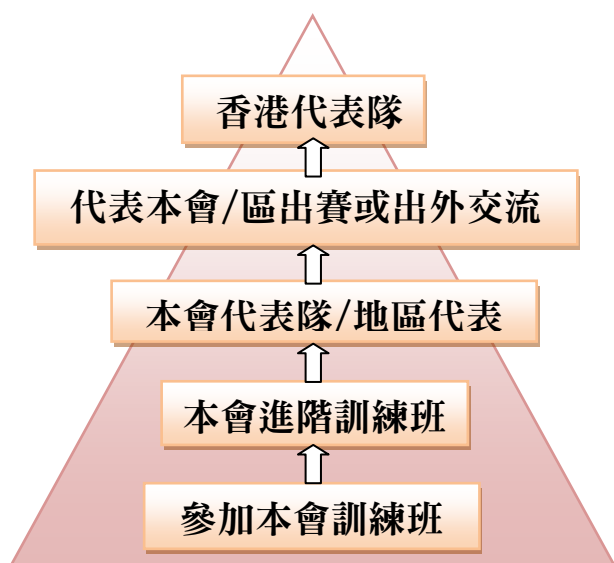 香港代表隊
代表本會/區出賽或出外交流
本會代表隊/地區代表
本會進階訓練班
參加本會訓練班